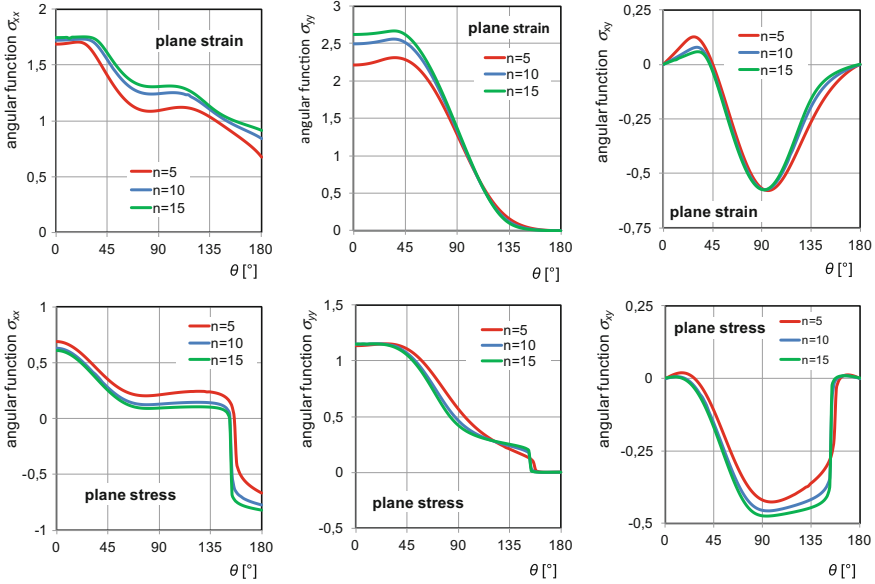 angular function σxx
2
1,5
1
0,5
0
plane strain
n=5
n=10
n=15
0
45
90
135
180
θ [°]
angular function σyy
3,0
2,5
2,0
1,5
1,0
0,5
0,0
plane strain
n=5
n=10
n=15
0
45
90
135
180
θ [°]
angular function σxy
0,25
0
-0,25
-0,5
-0,75
n=5
n=10
n=15
plane strain
0
45
90
135
180
θ [°]
angular function σxx
1
0,5
0
-0,5
-1
n=5
n=10
n=15
plane stress
0
45
90
135
180
θ [°]
angular function σyy
1,5
1
0,5
0
-0,5
n=5
n=10
n=15
plane stress
0
45
90
135
180
θ [°]
angular function σxy
0,25
0
-0,25
-0,5
plane stress
n=5
n=10
n=15
0
45
90
135
180
θ [°]